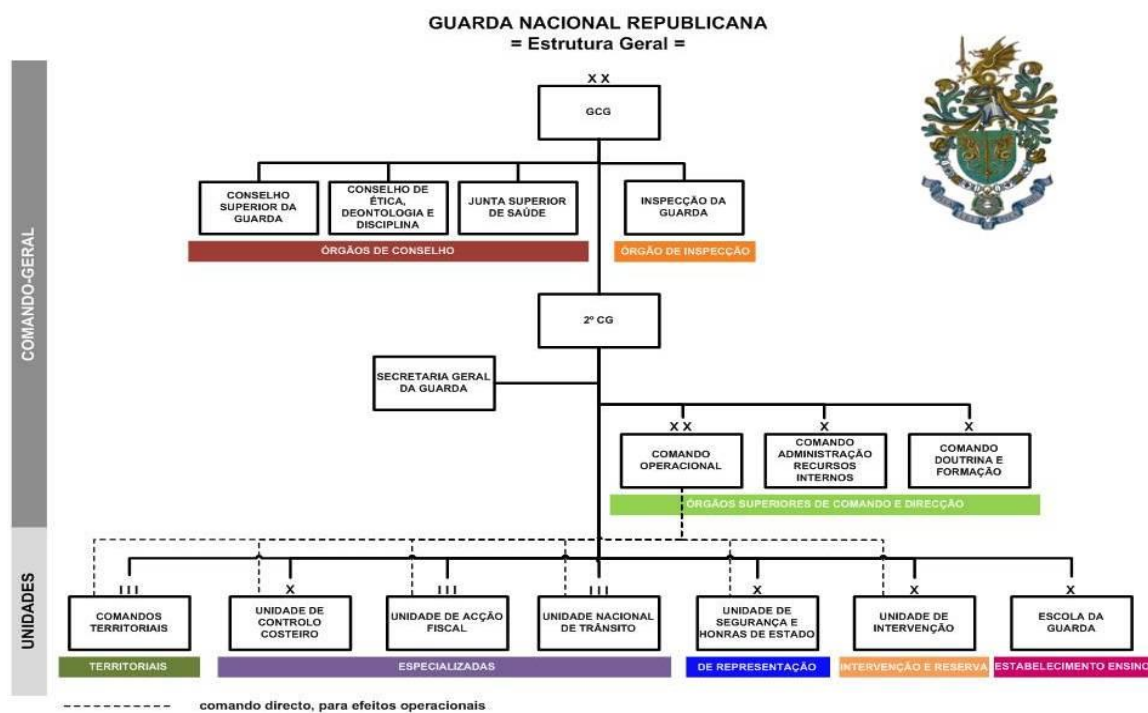 GUARDA NACIONAL REPUBLICANA
= Estrutura Geral =
COMANDO-GERAL
X X
GCG
CONSELHO
SUPERIOR DA
GUARDA
CONSELHO DE
ÉTICA,
DEONTOLOGIA E
DISCIPLINA
JUNTA SUPERIOR
DE SAÚDE
INSPECÇÃO DA
GUARDA
ÓRGÃOS DE CONSELHO
ÓRGÃO DE INSPECÇÃO
2º CG
SECRETARIA GERAL
DA GUARDA
X X
COMANDO
OPERACIONAL
X
COMANDO
ADMINISTRAÇÃO
RECURSOS
INTERNOS
X
COMANDO
DOUTRINA E
FORMAÇÃO
ÓRGÃOS SUPERIORES DE COMANDO E DIRECÇÃO
UNIDADES
III
COMANDOS
TERRITORIAIS
X
UNIDADE DE
CONTROLO
COSTEIRO
III
UNIDADE DE ACÇÃO
FISCAL
III
UNIDADE NACIONAL
DE TRÂNSITO
X
UNIDADE DE
SEGURANÇA E
HONRAS DE ESTADO
X
UNIDADE DE
INTERVENÇÃO
X
ESCOLA DA
GUARDA
TERRITORIAIS
ESPECIALIZADAS
DE REPRESENTAÇÃO
INTERVENÇÃO E RESERVA
ESTABELECIMENTO ENSINO
comando directo, para efeitos operacionais